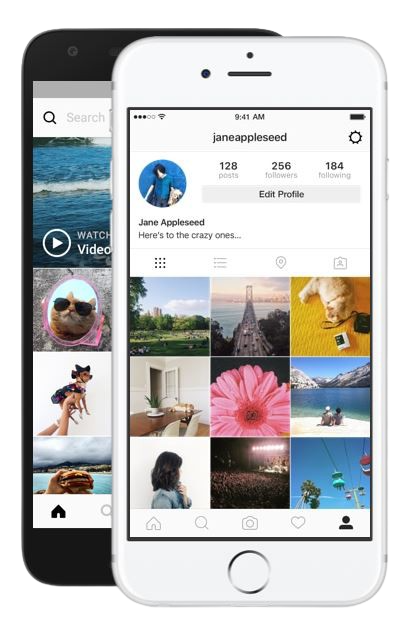 Search
WATCH
Video
9:41 AM
janeappleseed
128
posts
256
followers
184
following
Edit Profile
Jane Appleseed
Here's to the crazy ones...